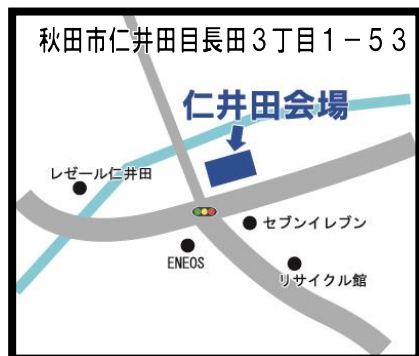 秋田市仁井田目長田３丁目１－５３
仁井田会場
レゼール仁井田
セブンイレブン
ENEOS
リサイクル館